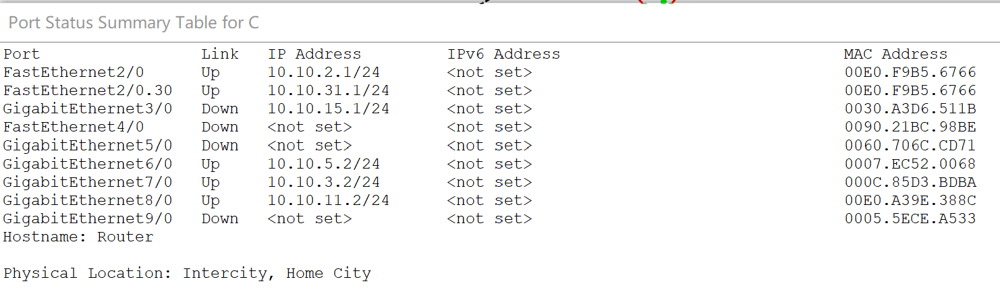 Port Status Summary Table for C
Port Link IP Address IPv6 Address MAC Address
FastEthernet2/0 Up 10.10.2.1/24 <not set> 00E0.F9B5.6766
FastEthernet2/0.30 Up 10.10.31.1/24 <not set> 00E0.F9B5.6766
GigabitEthernet3/0 Down 10.10.15.1/24 <not set> 0030.A3D6.511B
FastEthernet4/0 Down <not set> <not set> 0090.21BC.98BE
GigabitEthernet5/0 Down <not set> <not set> 0060.706C.CD71
GigabitEthernet6/0 Up 10.10.5.2/24 <not set> 0007.EC52.0068
GigabitEthernet7/0 Up 10.10.3.2/24 <not set> 000C.85D3.BDBA
GigabitEthernet8/0 Up 10.10.11.2/24 <not set> 00E0.A39E.388C
GigabitEthernet9/0 Down <not set> <not set> 0005.5ECE.A533
Hostname: Router
Physical Location: Intercity, Home City